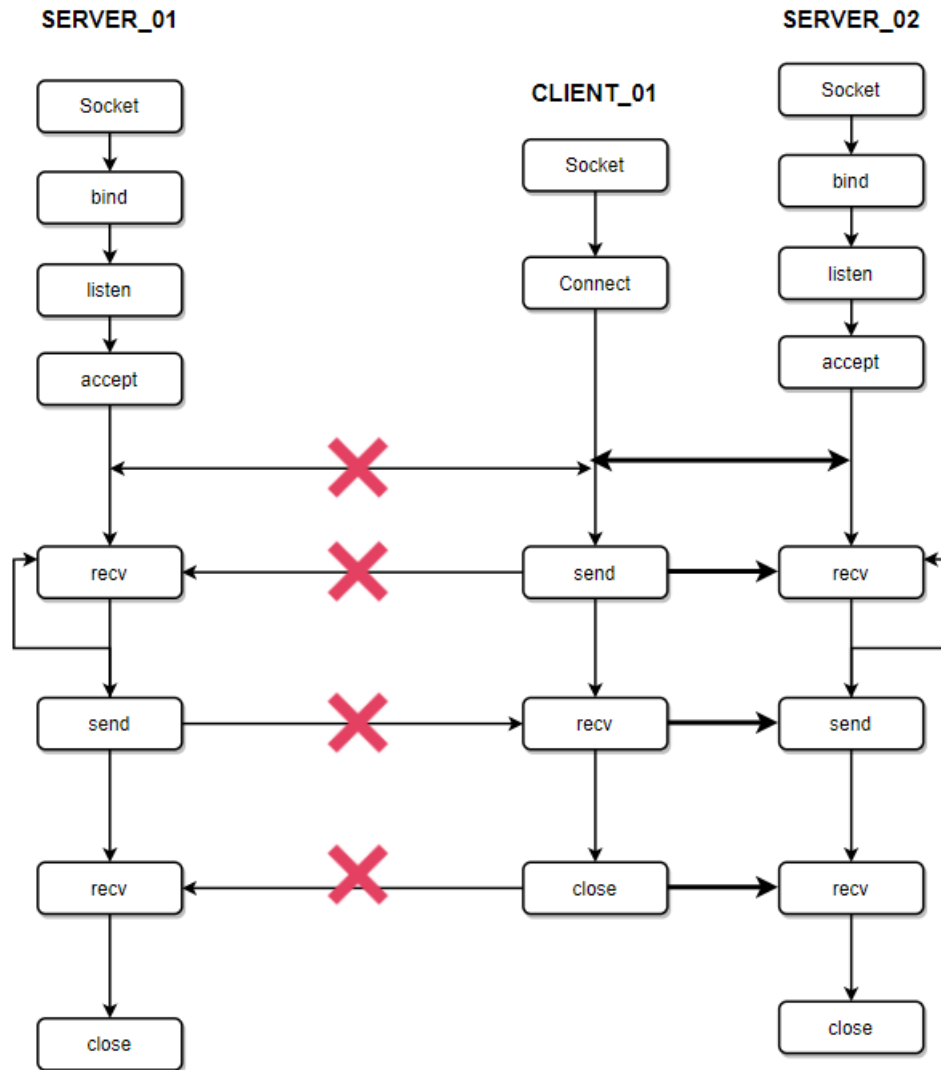 SERVER_01
SERVER_02
CLIENT_01
Socket
Socket
Socket
bind
bind
listen
Connect
listen
accept
accept
recv
send
recv
send
recv
send
recv
close
recv
close
close